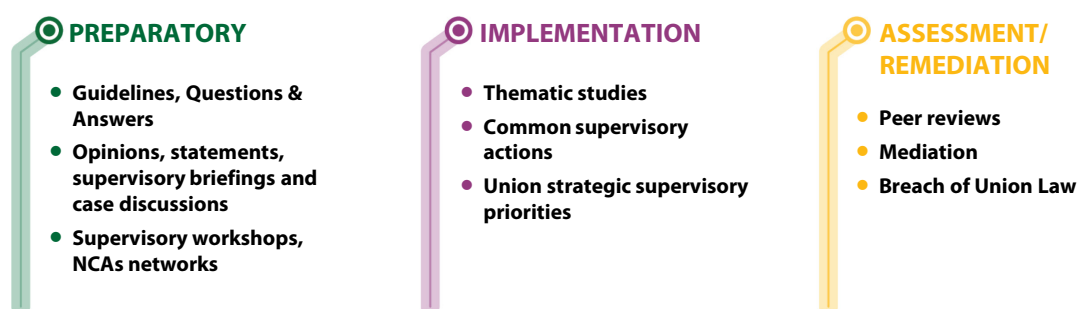 PREPARATORY
Guidelines, Questions &
Answers
Opinions, statements,
supervisory briefings and
case discussions
Supervisory workshops,
NCAs networks
IMPLEMENTATION
Thematic studies
Common supervisory
actions
Union strategic supervisory
priorities
ASSESSMENT/
REMEDIATION
Peer reviews
Mediation
Breach of Union Law